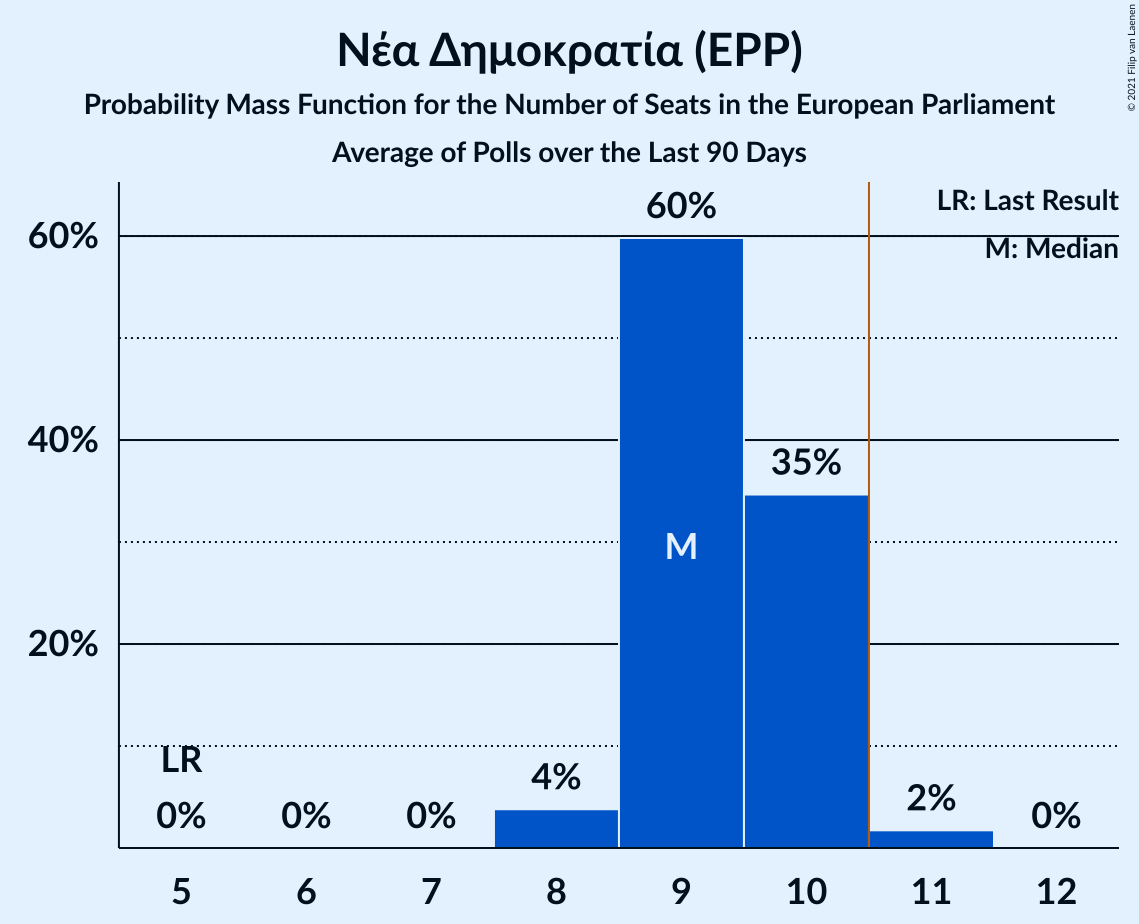 Νέα Δημοκρατία (EPP)
Probability Mass Function for the Number of Seats in the European Parliament
Average of Polls over the Last 90 Days
© 2021 Filip van Laenen
LR: Last Result
M: Median
60%
40%
20%
60%
35%
M
LR
0%
0%
0%
4%
2%
0%
5
6
7
8
9
10
11
12